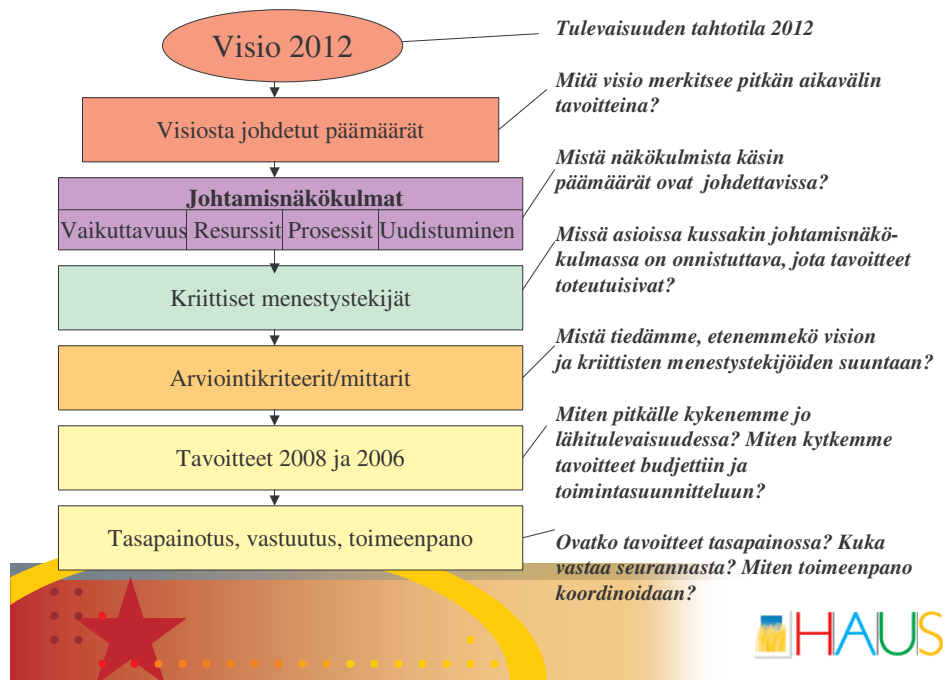 Visio 2012
Tulevaisuuden tahtotila 2012
Visiosta johdetut päämäärät
Mitä visio merkitsee pitkän aikavälin
tavoitteina?
Johtamisnäkökulmat
Vaikuttavuus Resurssit Prosessit Uudistuminen
Mistä näkökulmista käsin
päämäärät ovat johdettavissa?
Kriittiset menestystekijät
Missä asioissa kussakin johtamisnäkö-
kulmassa on onnistuttava, jota tavoitteet
toteutuisivat?
Arviointikriteerit/mittarit
Mistä tiedämme, etenemmekö vision
ja kriittisten menestystekijöiden suuntaan?
Tavoitteet 2008 ja 2006
Miten pitkälle kykenemme jo
lähitulevaisuudessa? Miten kytkemme
tavoitteet budjettiin ja
toimintasuunnitteluun?
Tasapainotus, vastuutus, toimeenpano
Ovatko tavoitteet tasapainossa? Kuka
vastaa seurannasta? Miten toimeenpano
koordinoidaan?
HAUS